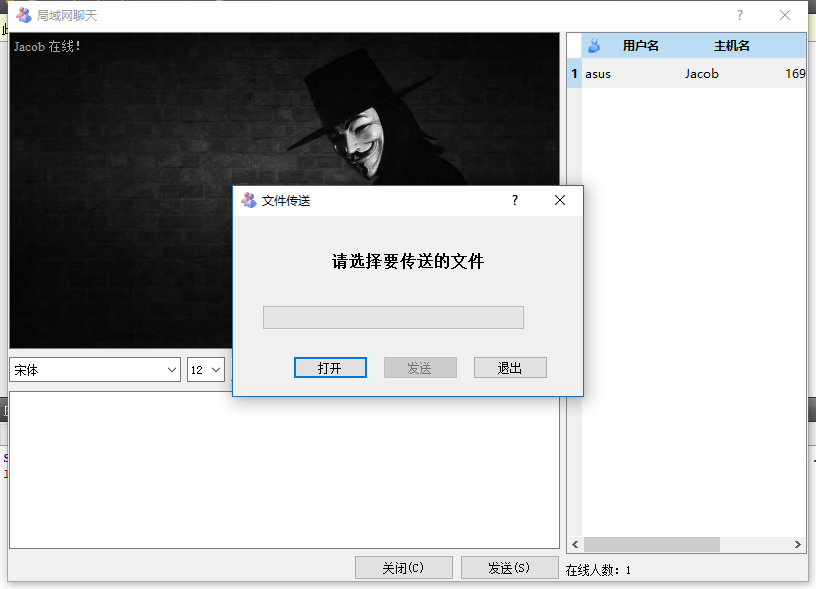 局域网聊天
Jacob 在线!
用户名 主机名
1 asus Jacob 169
文件传送
请选择要传送的文件
打开 发送 退出
宋体 12
关闭(C) 发送(S) 在线人数: 1